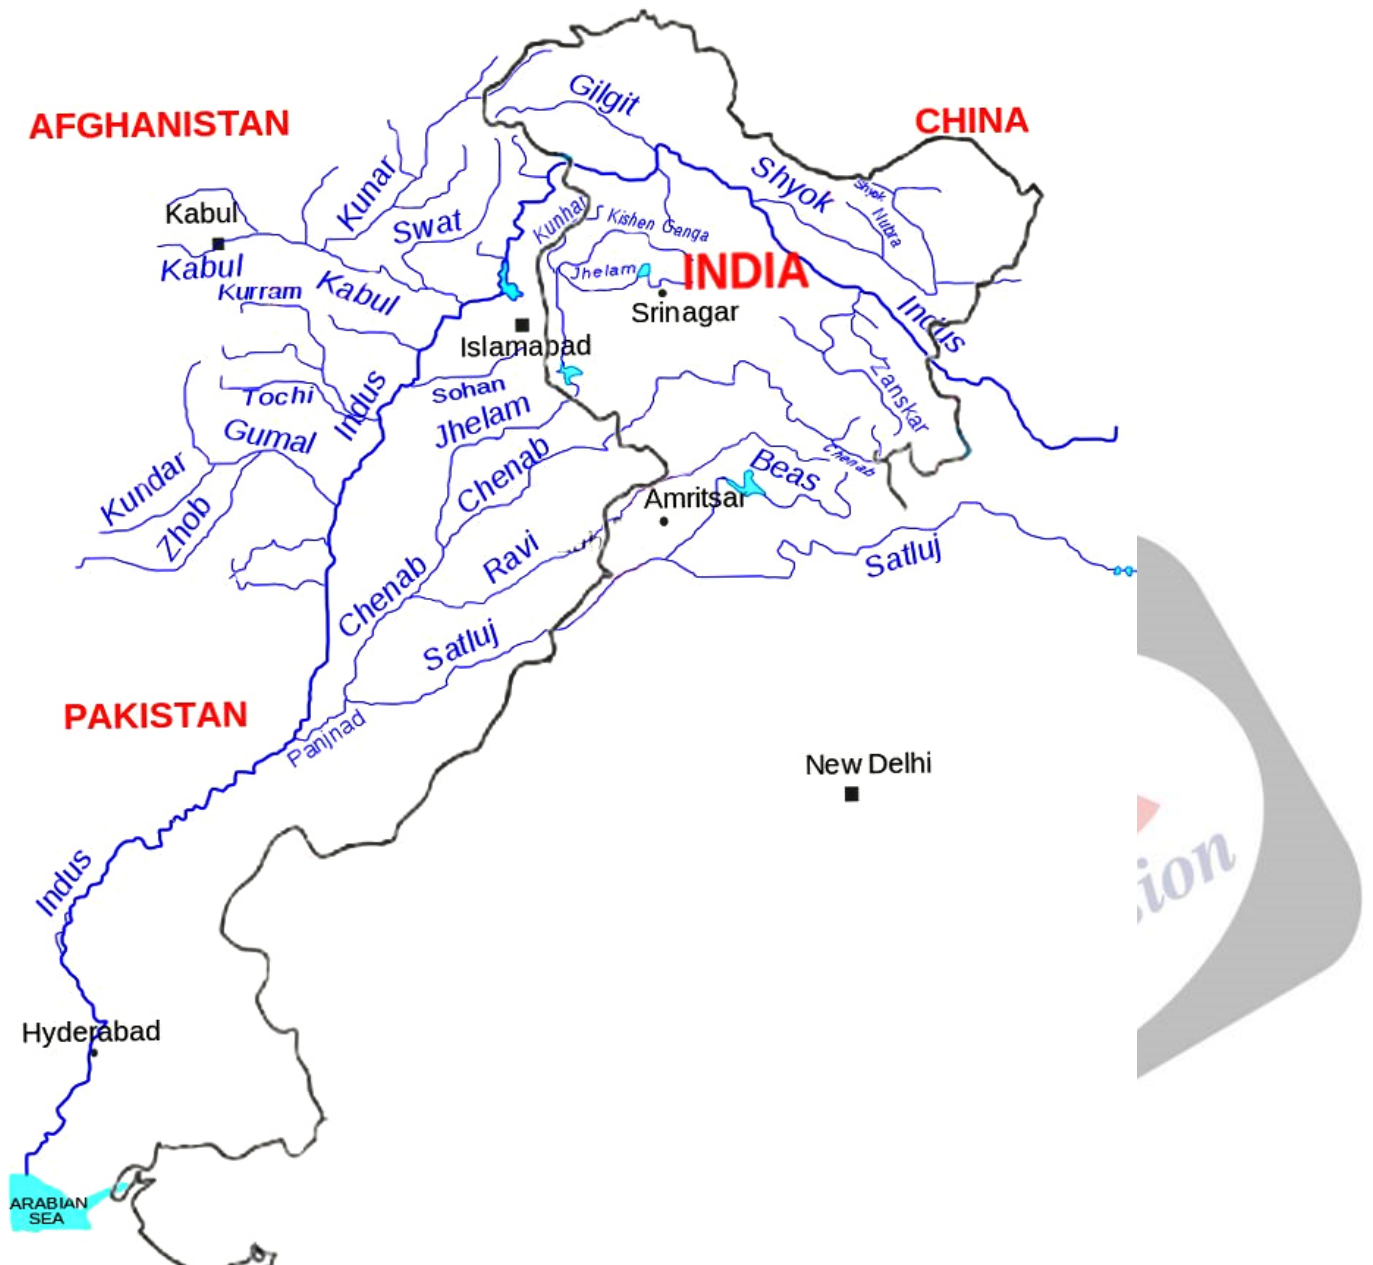 Gilgit
AFGHANISTAN
CHINA
Shyok
Shyok
Kunar
Kabul
Swat
Kunhar
Kishen Ganga
Nubra
Kabul
Kabul
Kurram
Jhelam
INDIA
Srinagar
Indus
Islamabad
Sohan
Zanskar
Tochi
Indus
Jhelam
Gumal
Chenab
Chenab
Beas
Kundar
Amritsar
Zhob
Ravi
Satluj
Chenab
Satluj
PAKISTAN
Panjnad
New Delhi
Indus
ion
Hyderabad
ARABIAN
SEA